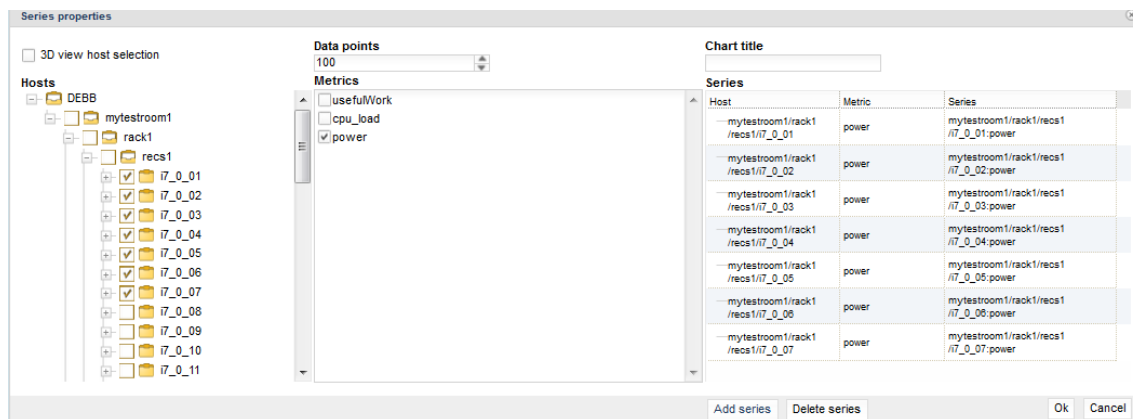 Series properties
3D view host selection
Data points
100
Chart title
Hosts
DEBB
mytestroom1
rack1
recs1
i7_0_01
i7_0_02
i7_0_03
i7_0_04
i7_0_05
i7_0_06
i7_0_07
i7_0_08
i7_0_09
i7_0_10
i7_0_11
Metrics
usefulWork
cpu_load
power
Series
Host Metric Series
mytestroom1/rack1 power mytestroom1/rack1/recs1
/recs1/i7_0_01 /i7_0_01:power
mytestroom1/rack1 power mytestroom1/rack1/recs1
/recs1/i7_0_02 /i7_0_02:power
mytestroom1/rack1 power mytestroom1/rack1/recs1
/recs1/i7_0_03 /i7_0_03:power
mytestroom1/rack1 power mytestroom1/rack1/recs1
/recs1/i7_0_04 /i7_0_04:power
mytestroom1/rack1 power mytestroom1/rack1/recs1
/recs1/i7_0_05 /i7_0_05:power
mytestroom1/rack1 power mytestroom1/rack1/recs1
/recs1/i7_0_06 /i7_0_06:power
mytestroom1/rack1 power mytestroom1/rack1/recs1
/recs1/i7_0_07 /i7_0_07:power
Add series Delete series Ok Cancel